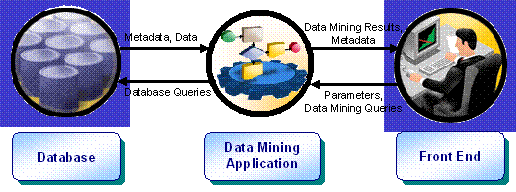 Metadata, Data
Database Queries
Data Mining Results,
Metadata
Parameters,
Data Mining Queries
Database
Data Mining
Application
Front End